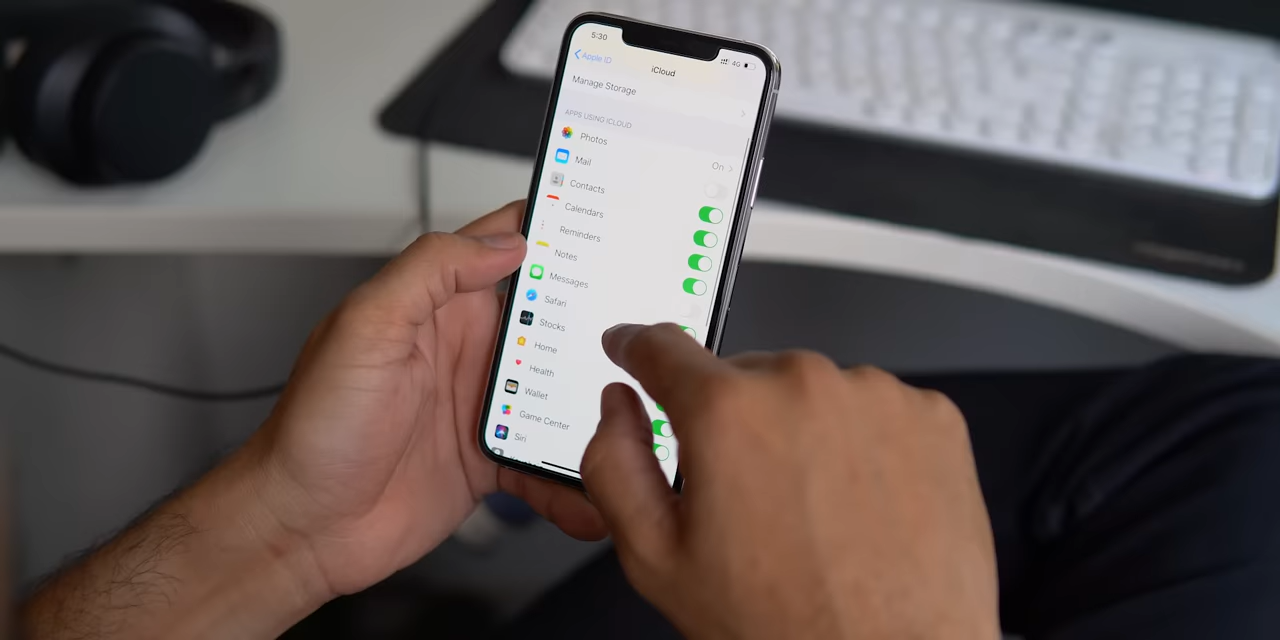 5:30
4G
Apple ID
iCloud
Manage Storage
APPS USING ICLOUD
Photos
On
Mail
Contacts
Calendars
Reminders
Notes
Messages
Safari
Stocks
Home
Health
Wallet
Game Center
Siri